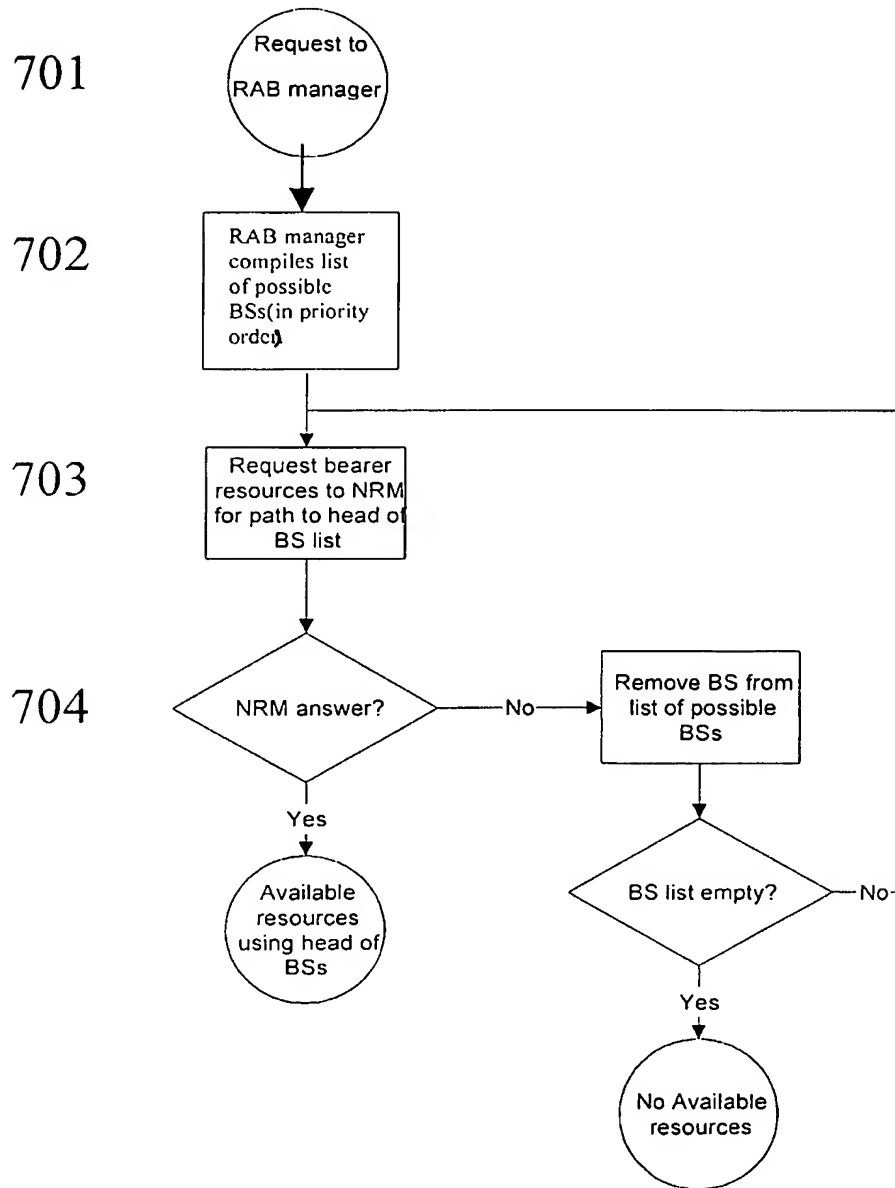 701
Request to
RAB manager
702
RAB manager
compiles list
of possible
BSs(in priority
order)
703
Request bearer
resources to NRM
for path to head of
BS list
704
NRM answer?
No
Remove BS from
list of possible
BSs
Yes
Available
resources
using head of
BSs
BS list empty?
No
Yes
No Available
resources